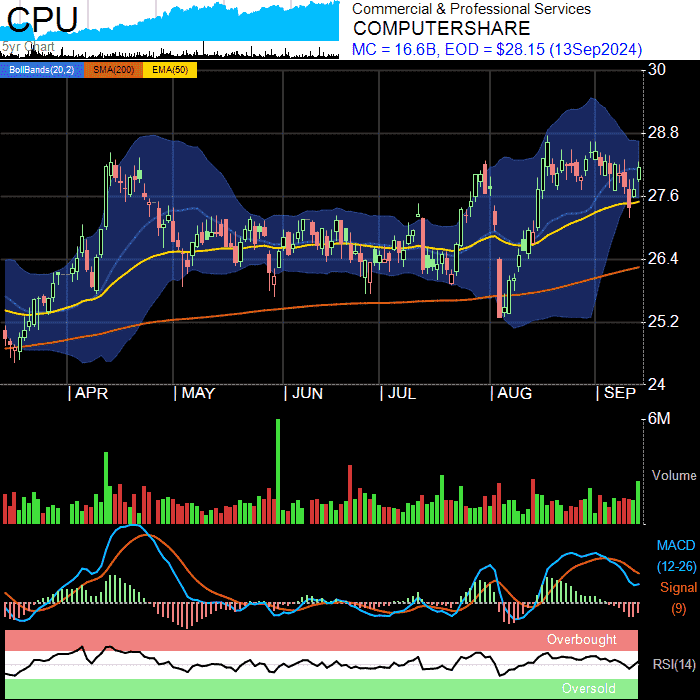 CPU
5yr Chart
Commercial & Professional Services
COMPUTERSHARE
MC = 16.6B, EOD = $28.15 (13Sep2024)
BollBands(20,2) SMA(200) EMA(50)
30
28.8
27.6
26.4
25.2
24
| APR | MAY | JUN | JUL | AUG | SEP
6M
Volume
MACD
(12-26)
Signal
(9)
Overbought
RSI(14)
Oversold